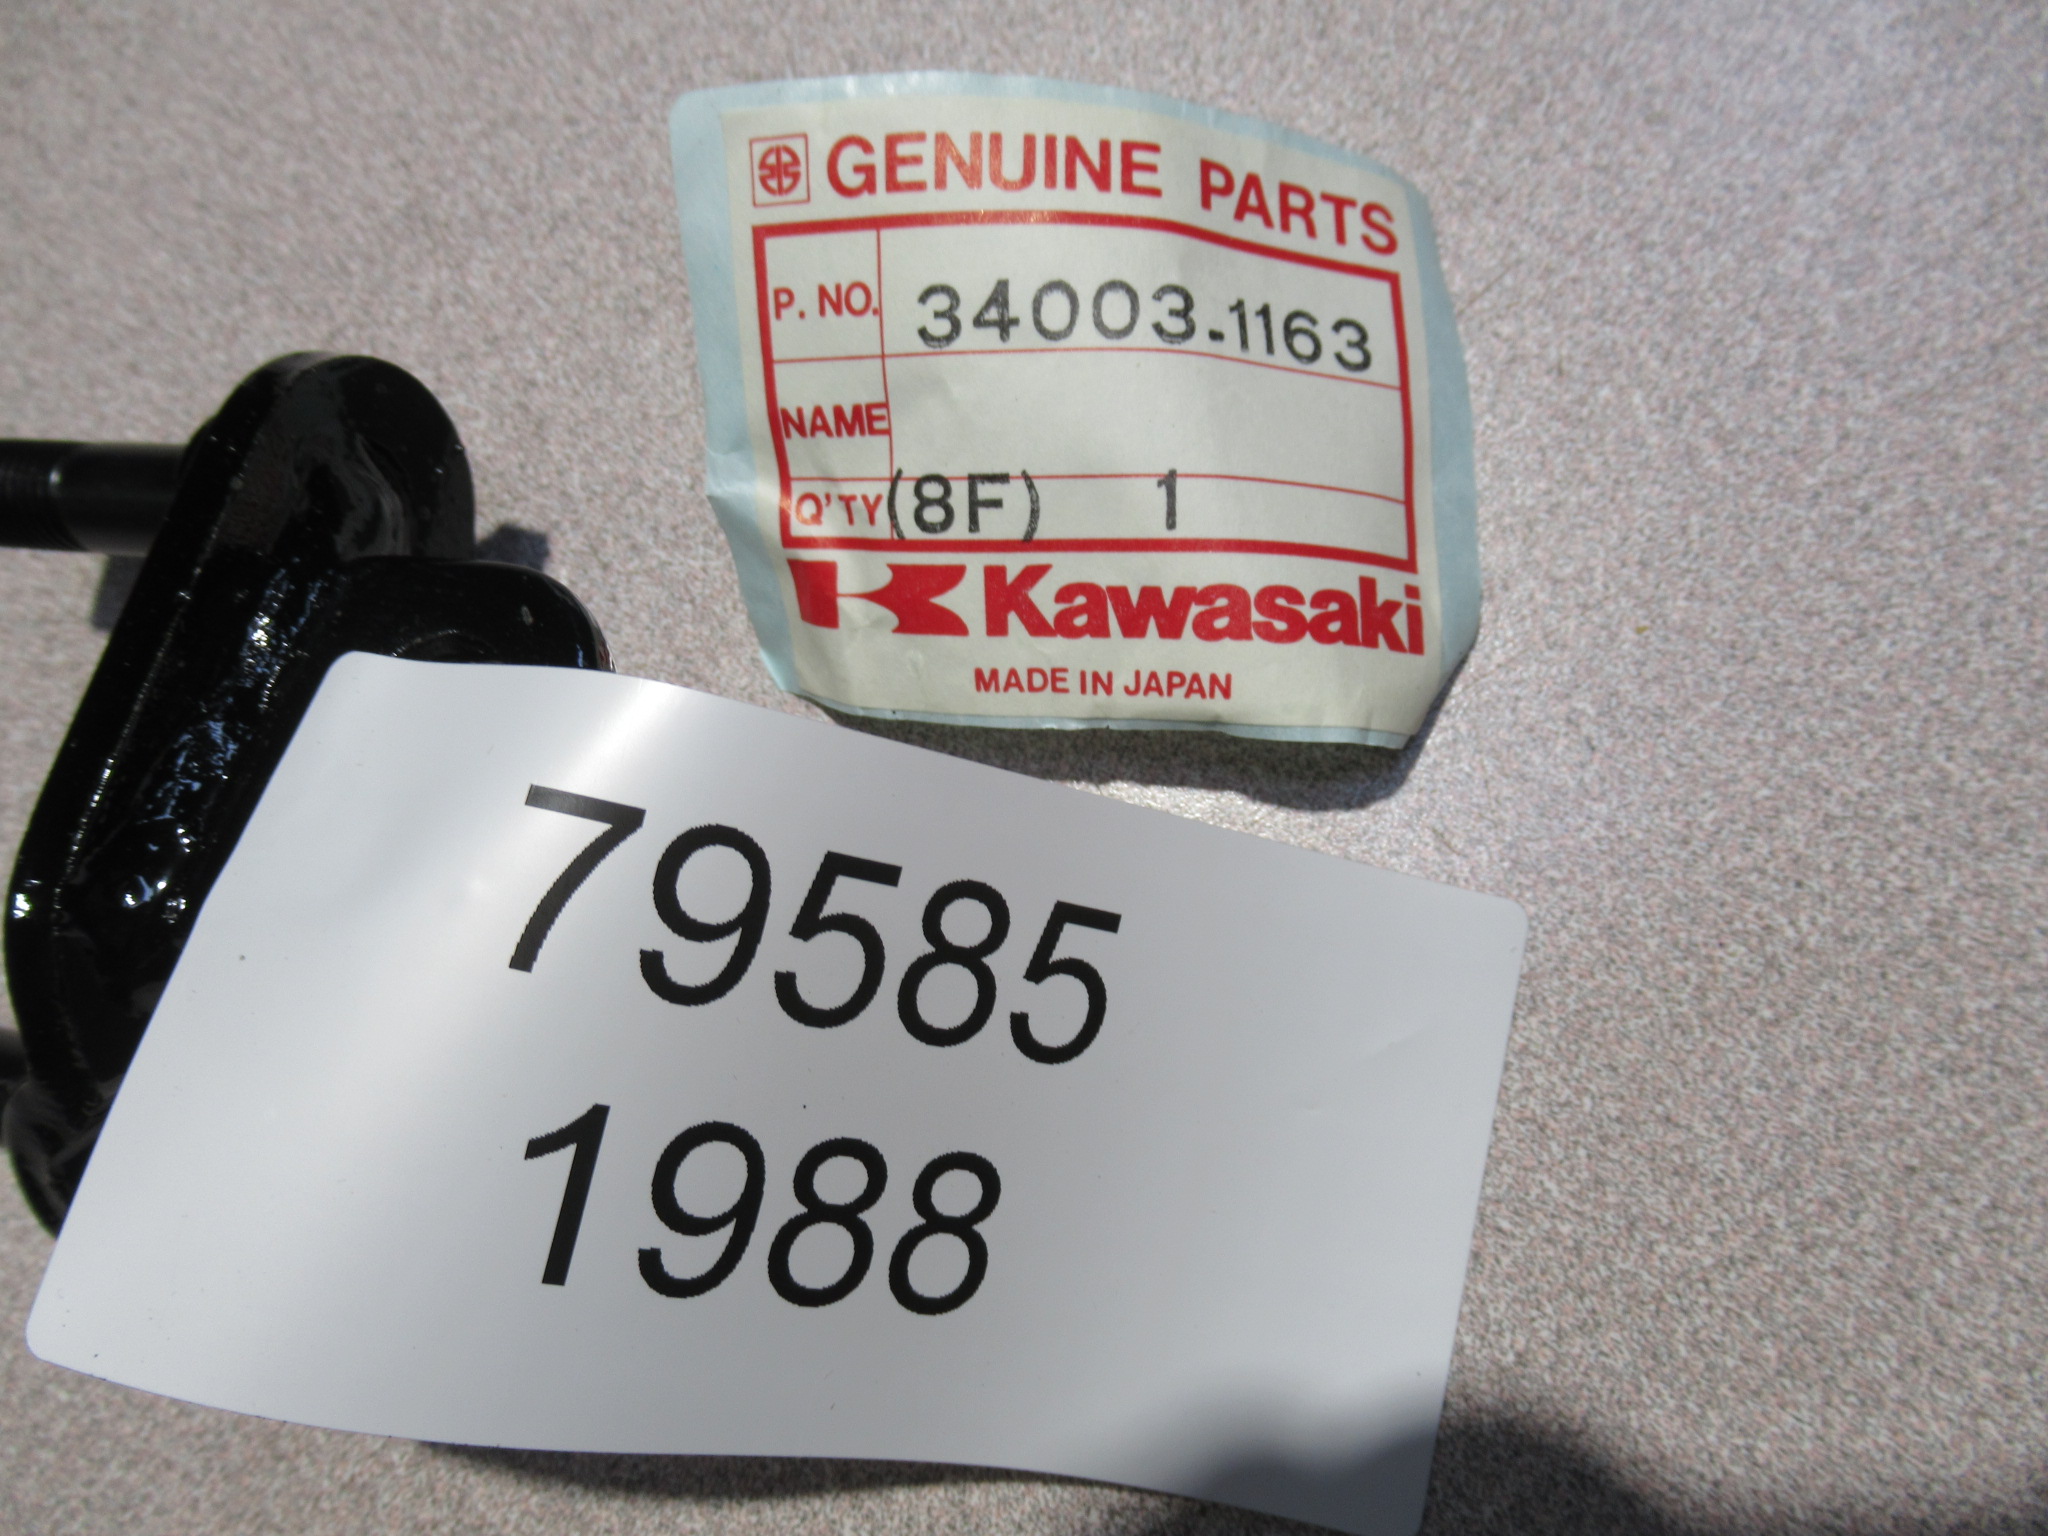 GENUINE PARTS
P. NO. 34003-1163
NAME
Q'TY (8F) 1
Kawasaki
MADE IN JAPAN
79585
1988